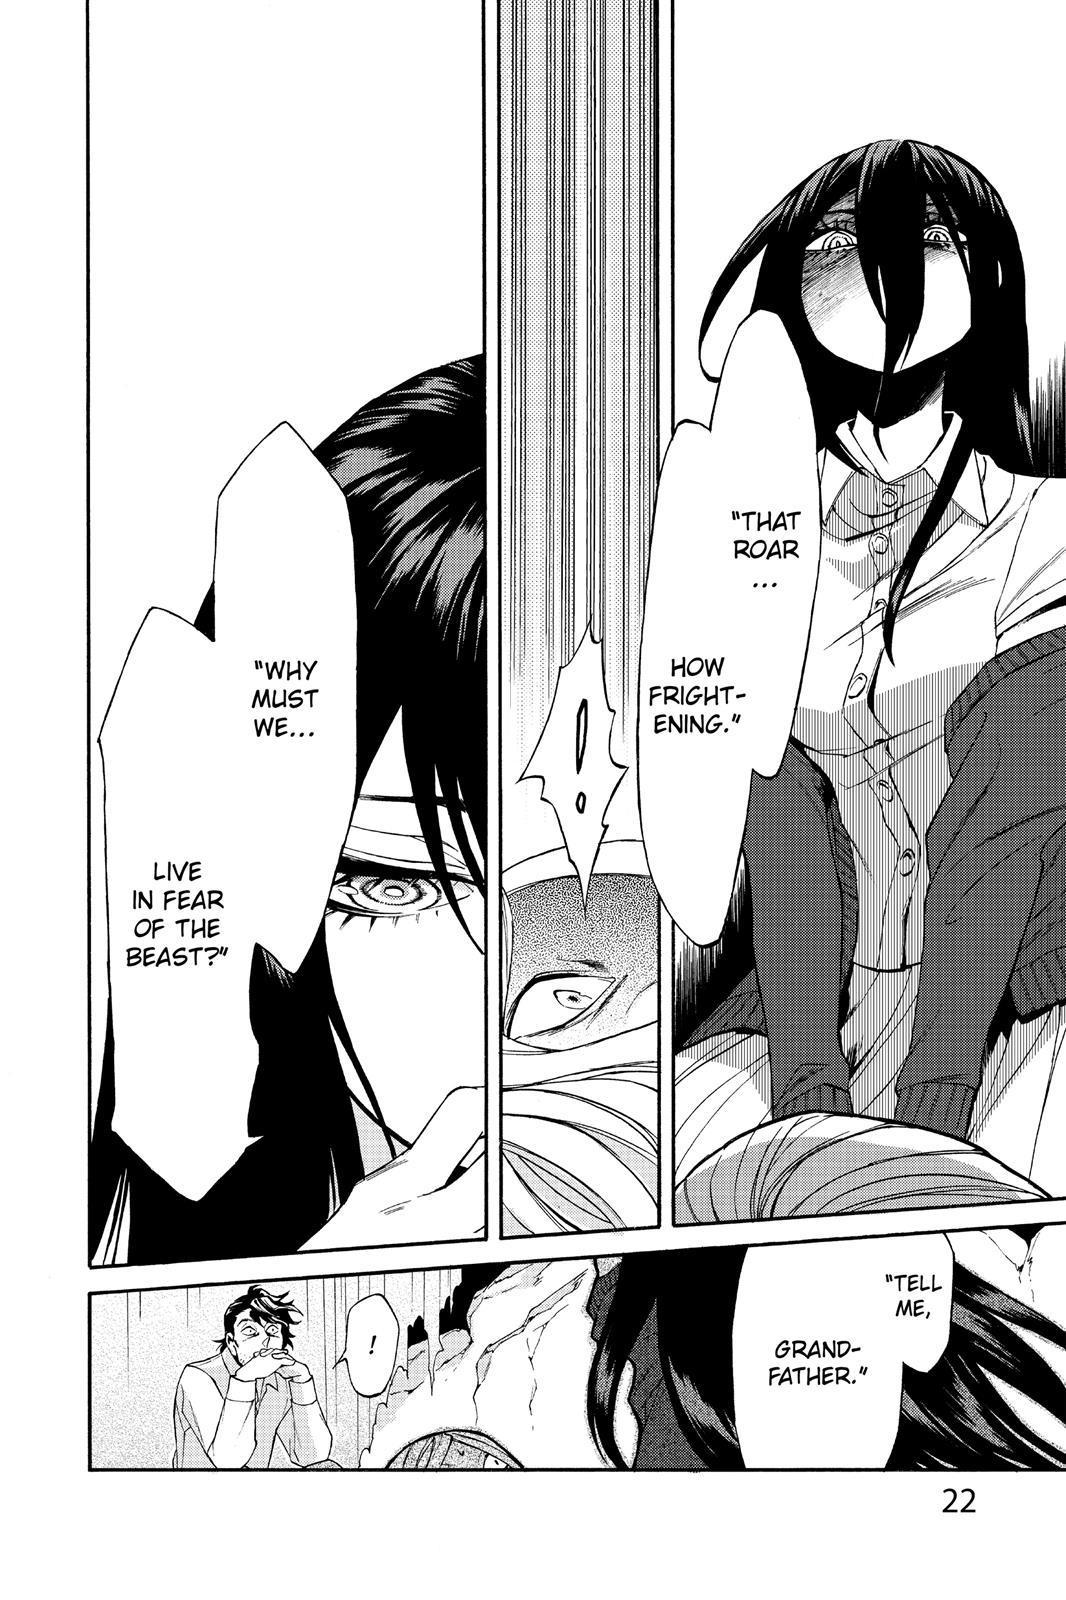 "THAT
ROAR
...
HOW
FRIGHT-
ENING."
!
"WHY
MUST
WE...
LIVE
IN FEAR
OF THE
BEAST?"
"TELL
ME,
GRAND-
FATHER."
!
22